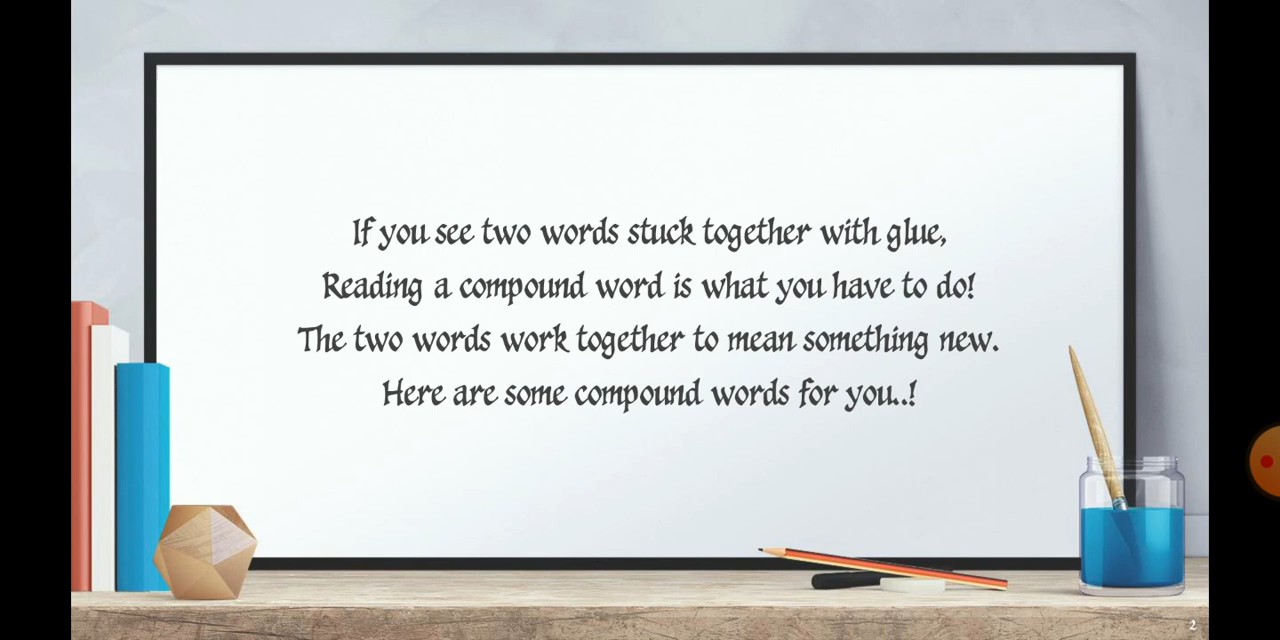 If you see two words stuck together with glue,
Reading a compound word is what you have to do!
The two words work together to mean something new.
Here are some compound words for you..!
2